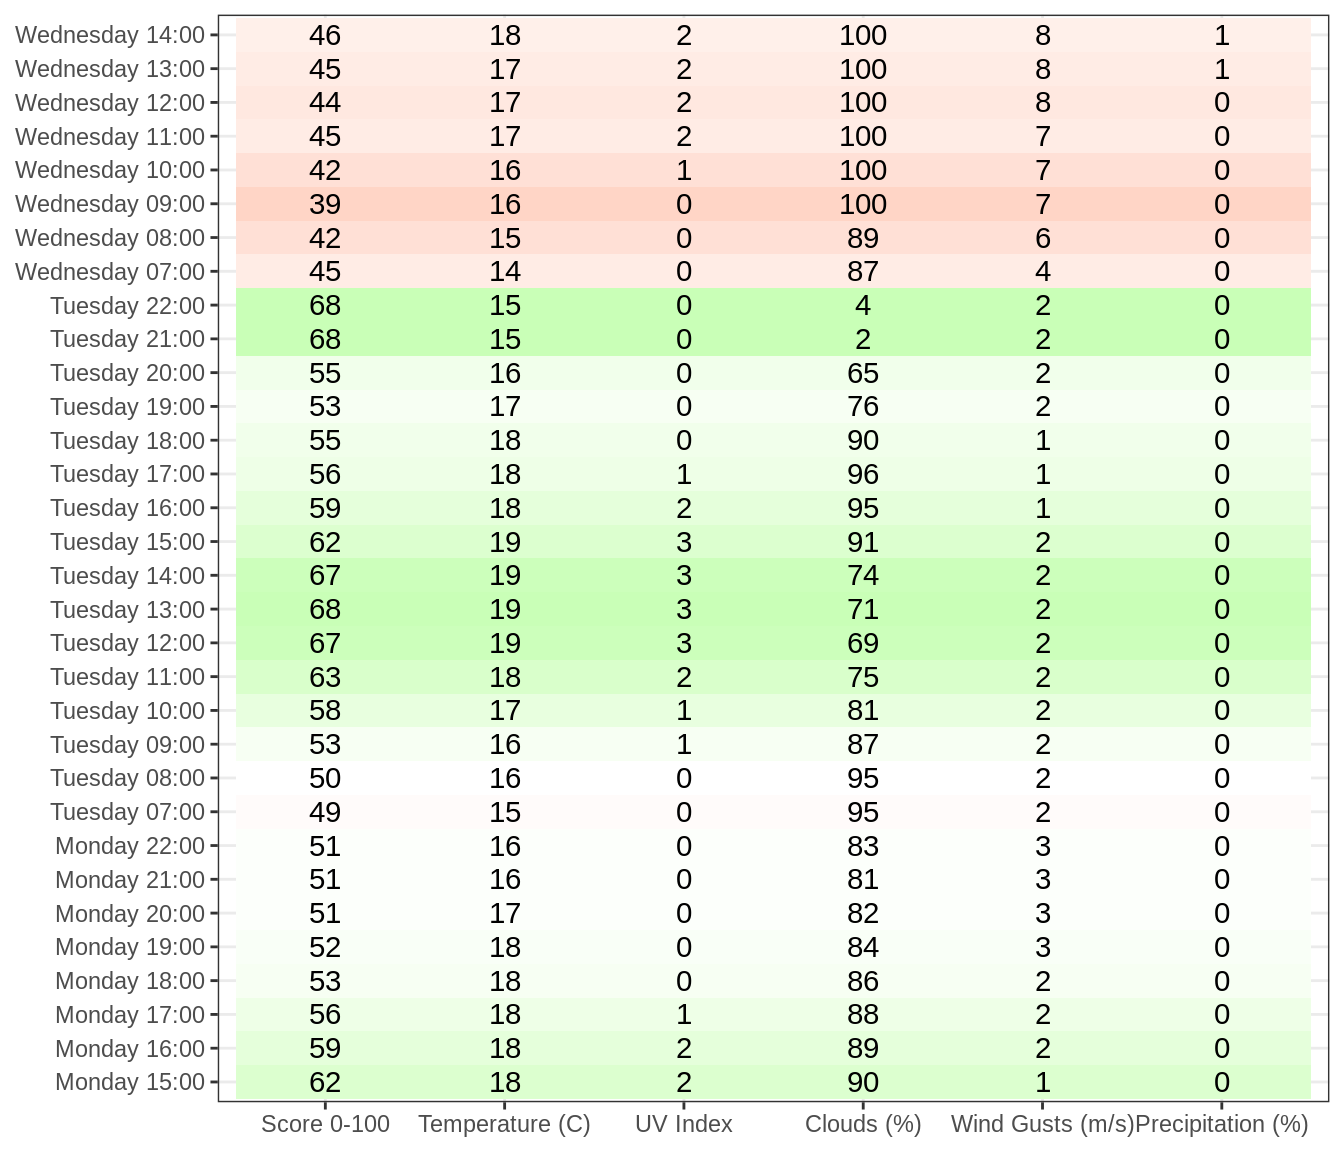 Wednesday 14:00 46 18 2 100 8 1
Wednesday 13:00 45 17 2 100 8 1
Wednesday 12:00 44 17 2 100 8 0
Wednesday 11:00 45 17 2 100 7 0
Wednesday 10:00 42 16 1 100 7 0
Wednesday 09:00 39 16 0 100 7 0
Wednesday 08:00 42 15 0 89 6 0
Wednesday 07:00 45 14 0 87 4 0
Tuesday 22:00 68 15 0 4 2 0
Tuesday 21:00 68 15 0 2 2 0
Tuesday 20:00 55 16 0 65 2 0
Tuesday 19:00 53 17 0 76 2 0
Tuesday 18:00 55 18 0 90 1 0
Tuesday 17:00 56 18 1 96 1 0
Tuesday 16:00 59 18 2 95 1 0
Tuesday 15:00 62 19 3 91 2 0
Tuesday 14:00 67 19 3 74 2 0
Tuesday 13:00 68 19 3 71 2 0
Tuesday 12:00 67 19 3 69 2 0
Tuesday 11:00 63 18 2 75 2 0
Tuesday 10:00 58 17 1 81 2 0
Tuesday 09:00 53 16 1 87 2 0
Tuesday 08:00 50 16 0 95 2 0
Tuesday 07:00 49 15 0 95 2 0
Monday 22:00 51 16 0 83 3 0
Monday 21:00 51 16 0 81 3 0
Monday 20:00 51 17 0 82 3 0
Monday 19:00 52 18 0 84 3 0
Monday 18:00 53 18 0 86 2 0
Monday 17:00 56 18 1 88 2 0
Monday 16:00 59 18 2 89 2 0
Monday 15:00 62 18 2 90 1 0
Score 0-100 Temperature (C) UV Index Clouds (%) Wind Gusts (m/s) Precipitation (%)